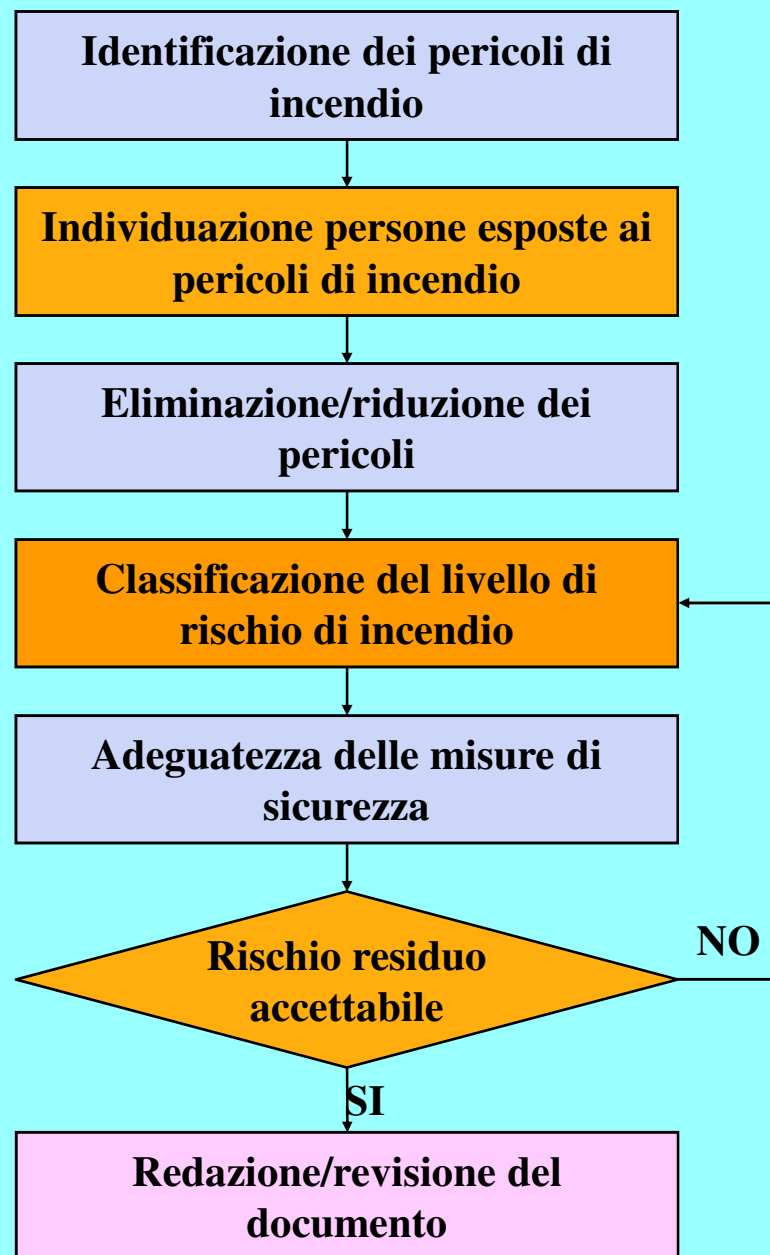 Identificazione dei pericoli di
incendio
Individuazione persone esposte ai
pericoli di incendio
Eliminazione/riduzione dei
pericoli
Classificazione del livello di
rischio di incendio
Adeguatezza delle misure di
sicurezza
Rischio residuo
accettabile
NO
SI
Redazione/revisione del
documento